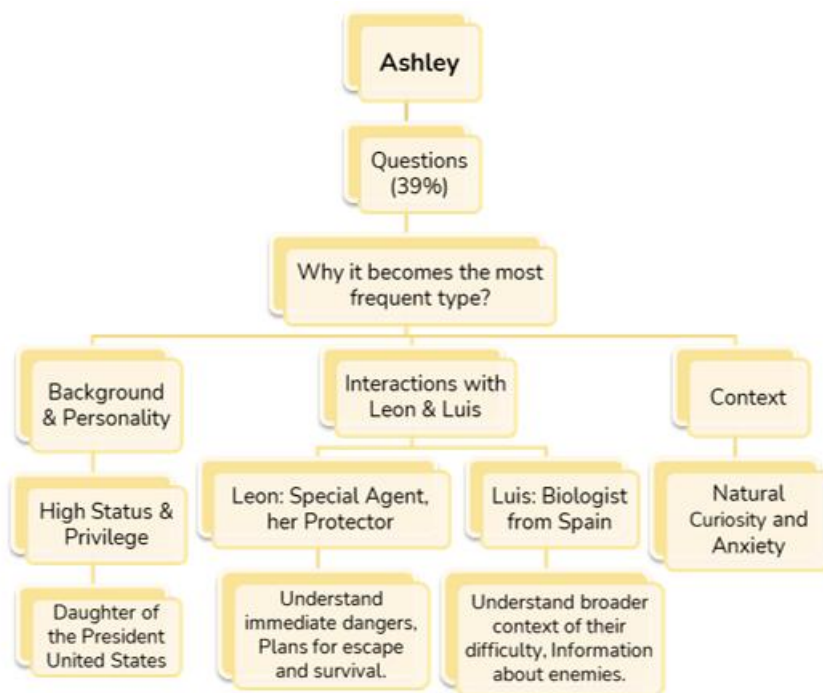 Ashley
Questions
(39%)
Why it becomes the most
frequent type?
Background
& Personality
Interactions with
Leon & Luis
Context
High Status &
Privilege
Leon: Special Agent,
her Protector
Luis: Biologist
from Spain
Natural
Curiosity and
Anxiety
Daughter of
the President
United States
Understand
immediate dangers,
Plans for escape
and survival.
Understand broader
context of their
difficulty, Information
about enemies.